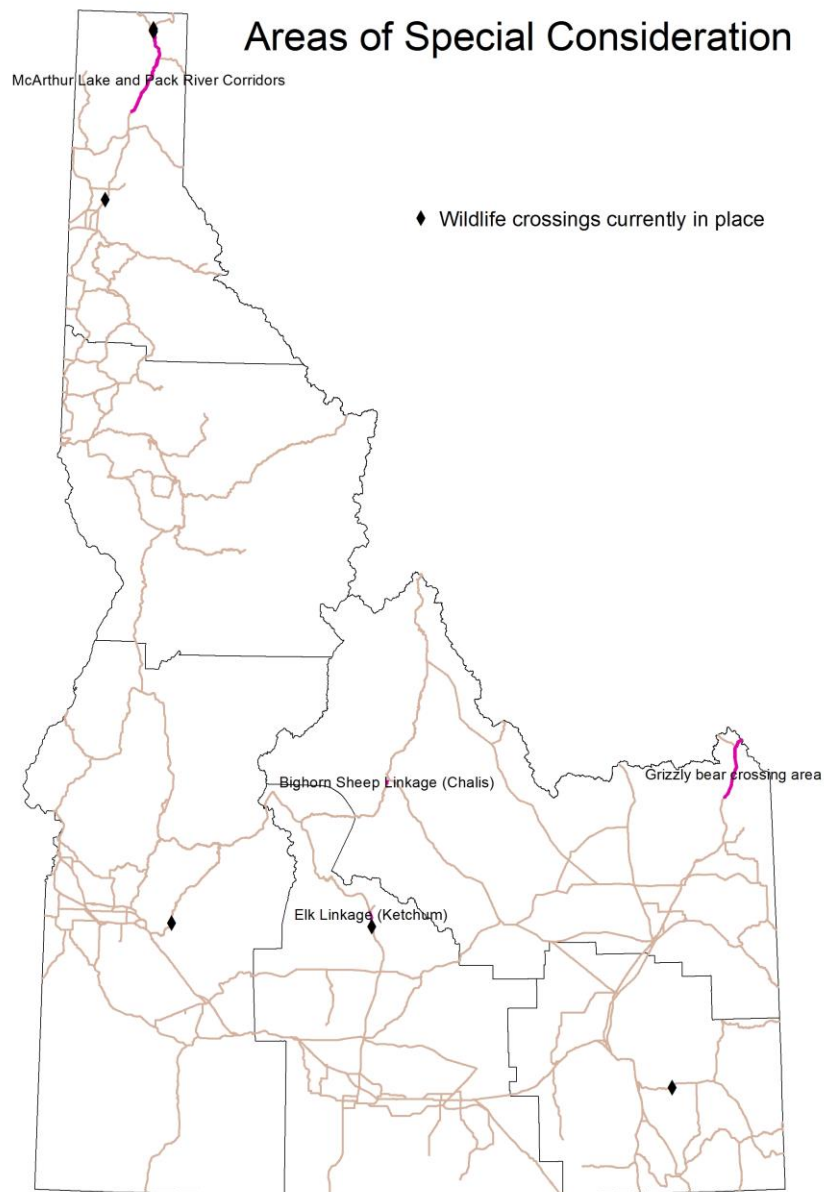 Areas of Special Consideration
McArthur Lake and Pack River Corridors
Wildlife crossings currently in place
Grizzly bear crossing area
Bighorn Sheep Linkage (Chalis)
Elk Linkage (Ketchum)